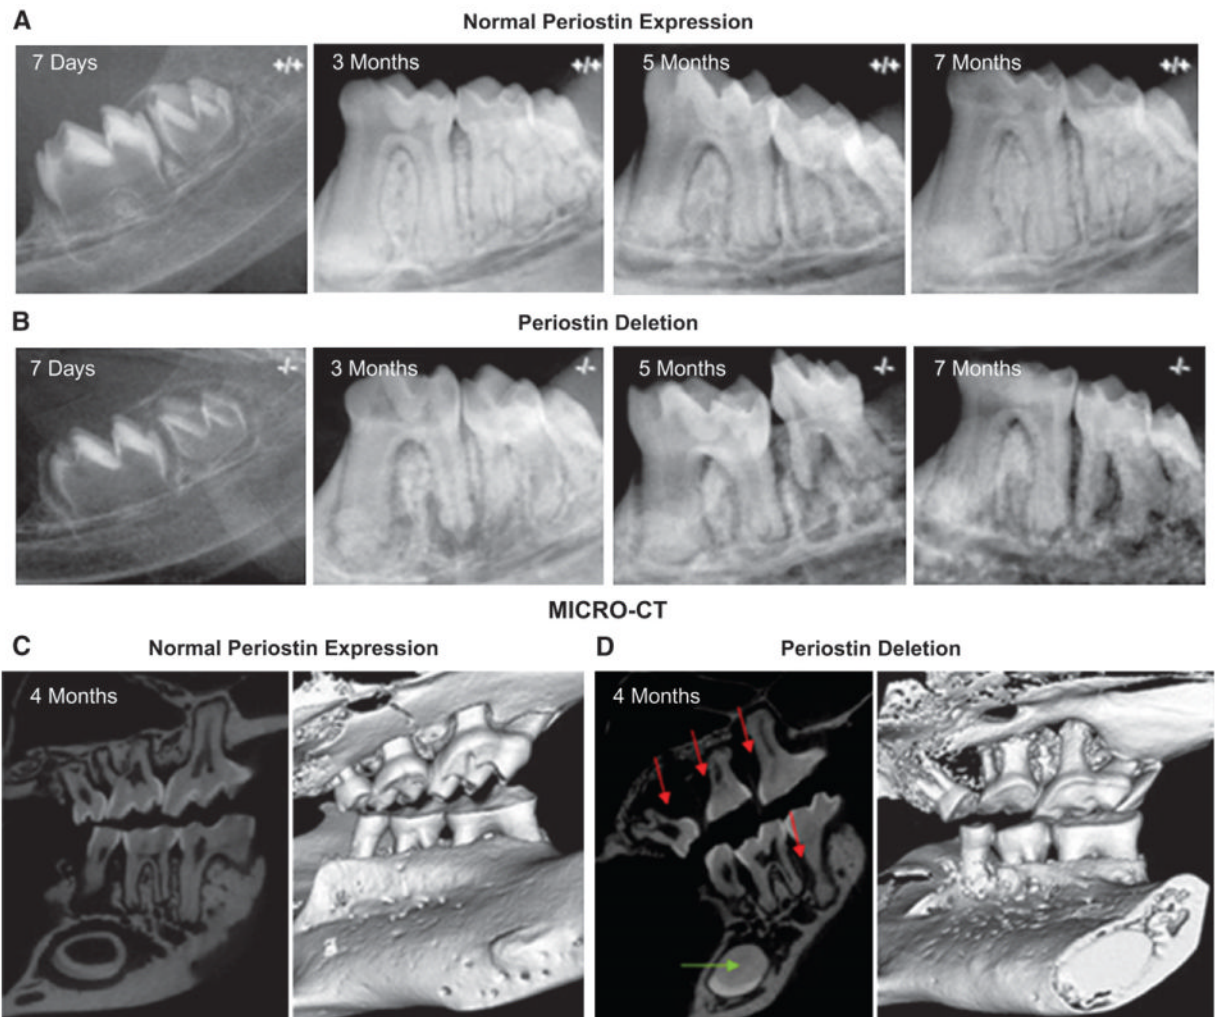 A
Normal Periostin Expression
7 Days
+/+
3 Months
+/+
5 Months
+/+
7 Months
+/+
B
Periostin Deletion
7 Days
-/-
3 Months
-/-
5 Months
-/-
7 Months
-/-
MICRO-CT
C
Normal Periostin Expression
D
Periostin Deletion
4 Months
4 Months